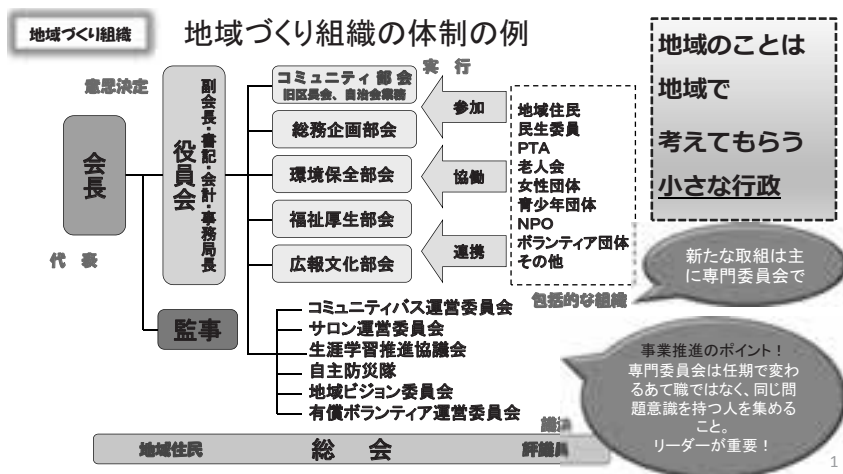 地域づくり組織
地域づくり組織の体制の例
意思決定
会長
代 表
役員会
副会長・書記・会計・事務局長
監事
コミュニティ 部 会
旧区長会、自治会業務
総務企画部会
環境保全部会
福祉厚生部会
広報文化部会
実 行
参加
協働
連携
地域住民
民生委員
PTA
老人会
女性団体
青少年団体
NPO
ボランティア団体
その他
包括的な組織
コミュニティバス運営委員会
サロン運営委員会
生涯学習推進協議会
自主防災隊
地域ビジョン委員会
有償ボランティア運営委員会
地域のことは
地域で
考えてもらう
小さな行政
新たな取組は主
に専門委員会で
事業推進のポイント！
専門委員会は任期で変わ
るあて職ではなく、同じ問
題意識を持つ人を集める
こと。
リーダーが重要！
地域住民
総 会
評議員
1